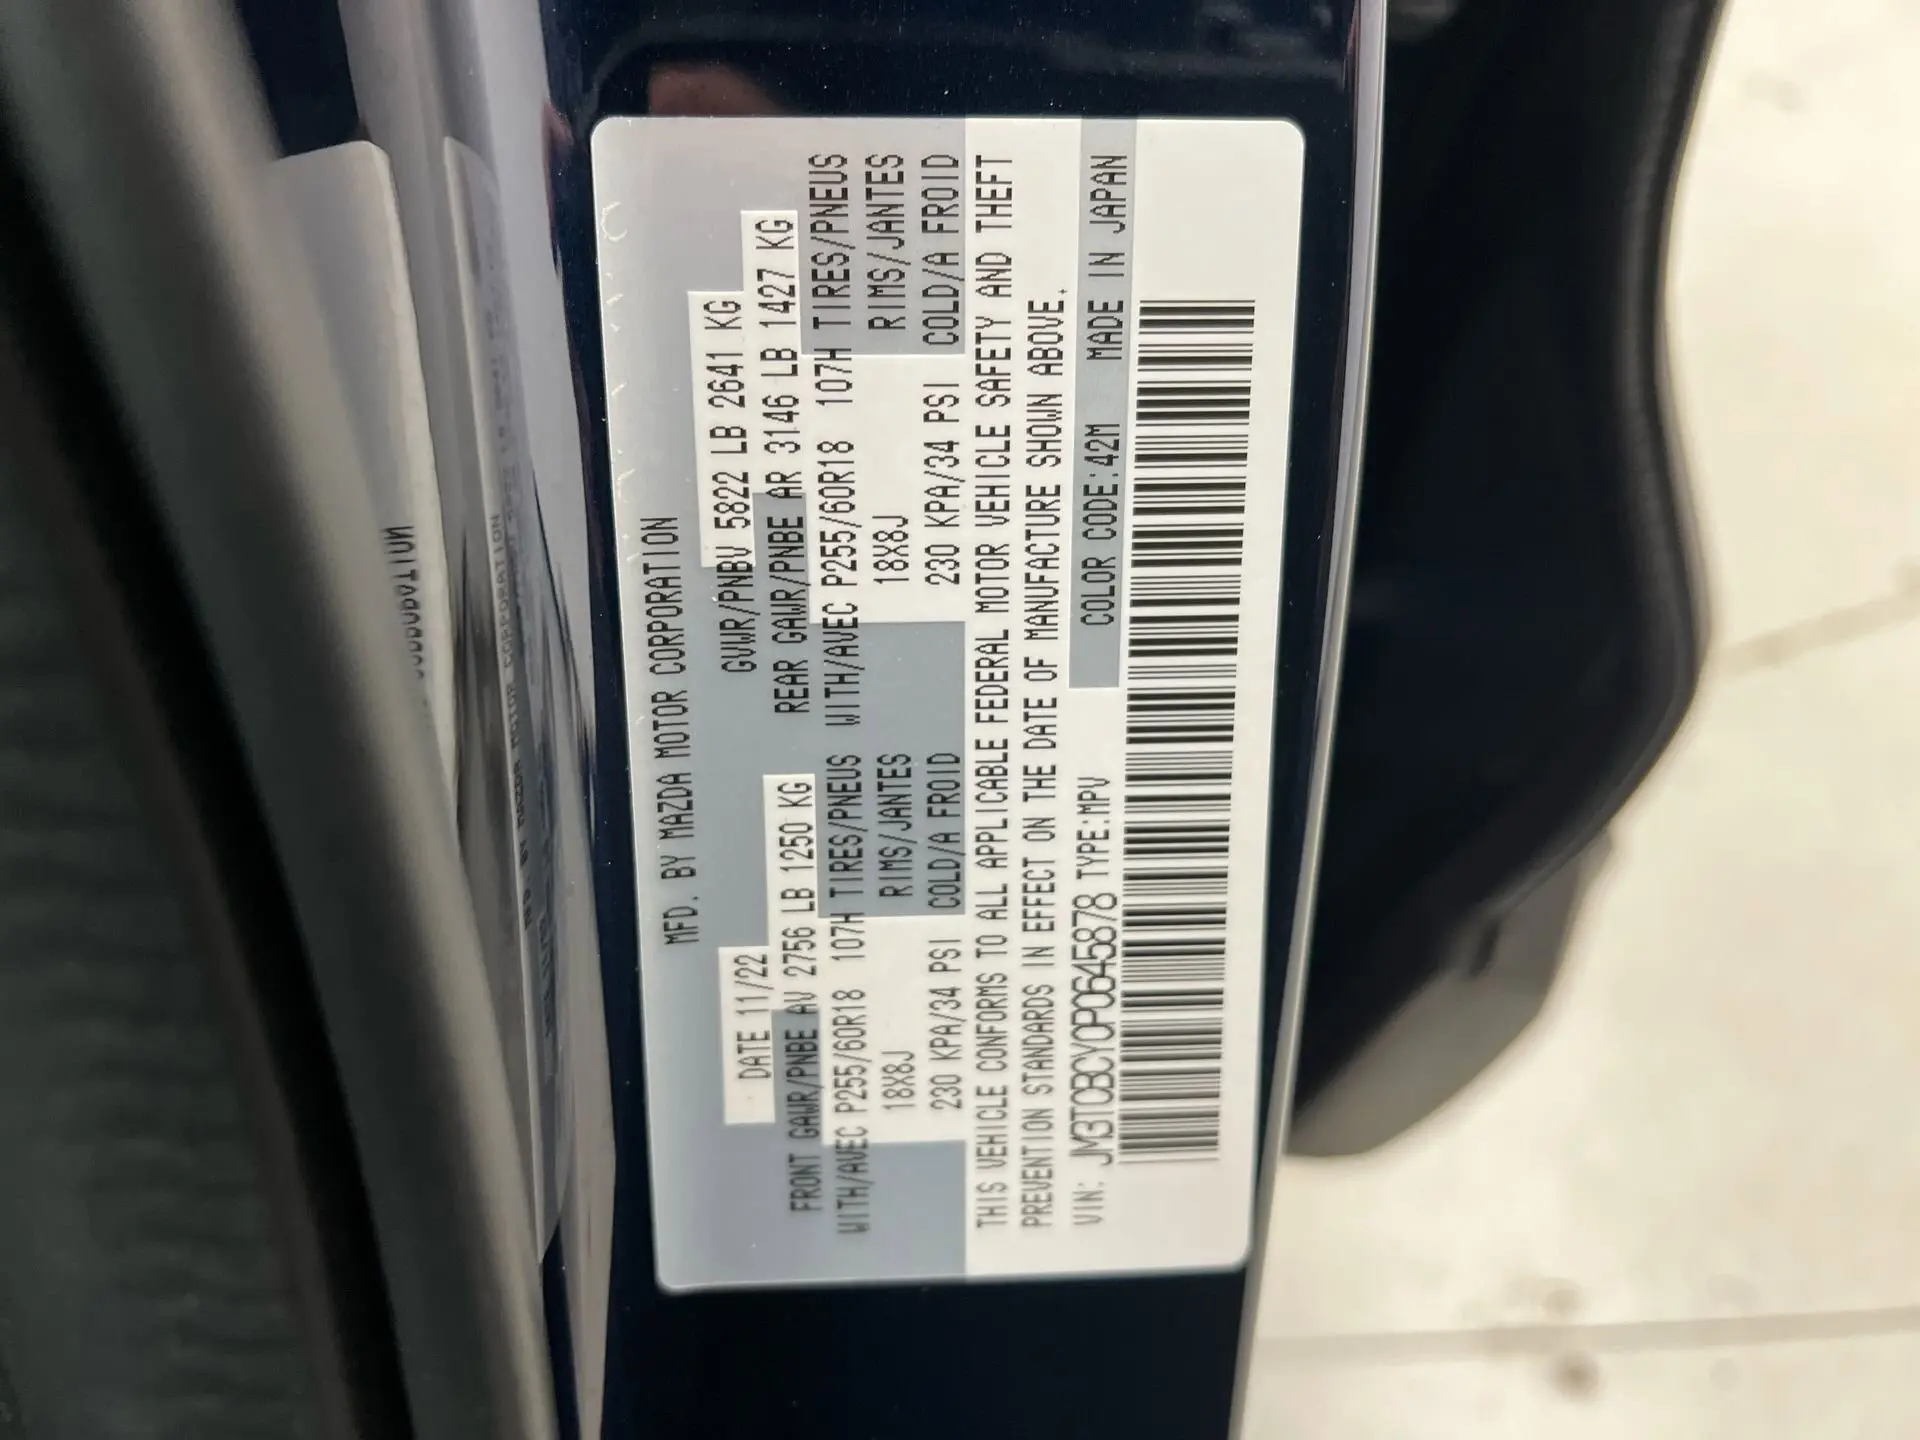 MFD. BY MAZDA MOTOR CORPORATION
DATE 11/22 GVWR/PNBV 5822 LB 2641 KG
FRONT GAWR/PNBE AV 2756 LB 1250 KG REAR GAWR/PNBE AR 3146 LB 1427 KG
WITH/AVEC P255/60R18 107H TIRES/PNEUS WITH/AVEC P255/60R18 107H TIRES/PNEUS
18X8J RIMS/JANTES 18X8J RIMS/JANTES
230 KPA/34 PSI COLD/A FROID 230 KPA/34 PSI COLD/A FROID
THIS VEHICLE CONFORMS TO ALL APPLICABLE FEDERAL MOTOR VEHICLE SAFETY AND THEFT
PREVENTION STANDARDS IN EFFECT ON THE DATE OF MANUFACTURE SHOWN ABOVE.
VIN: JM3TCBCY0P0645878 TYPE:MPV COLOR CODE:42M MADE IN JAPAN